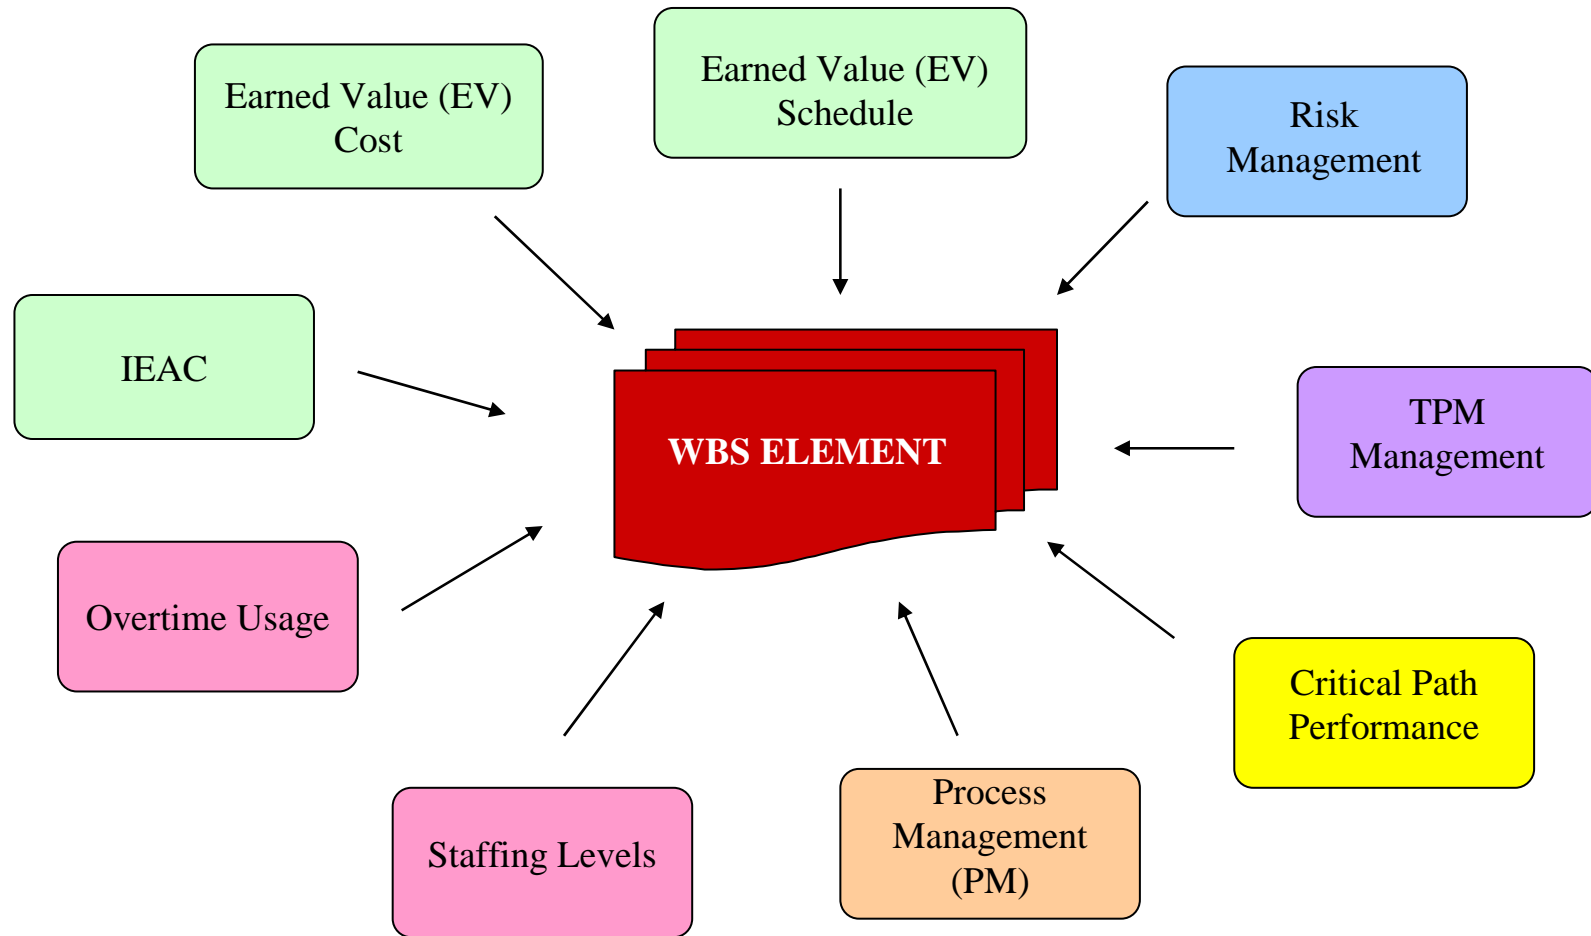 Earned Value (EV)
Cost
Earned Value (EV)
Schedule
Risk
Management
IEAC
WBS ELEMENT
TPM
Management
Overtime Usage
Critical Path
Performance
Staffing Levels
Process
Management
(PM)